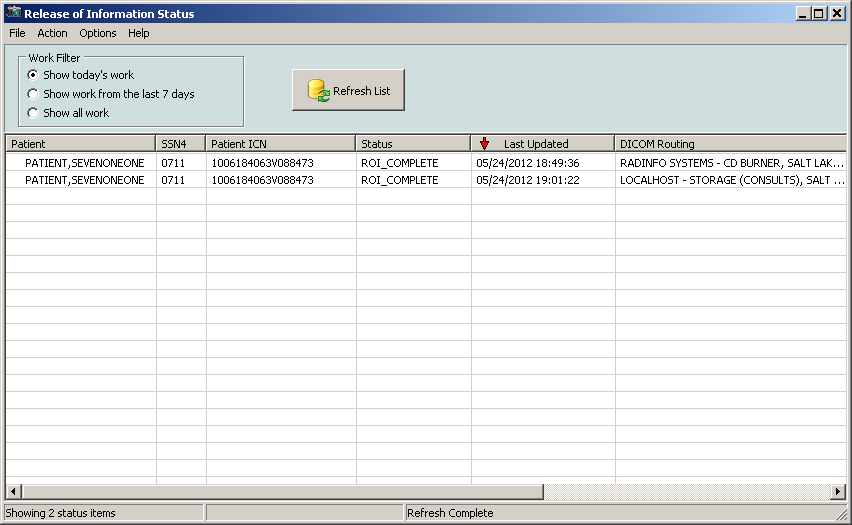 Release of Information Status
File Action Options Help
Work Filter
Show today's work
Show work from the last 7 days
Show all work
Refresh List
Patient SSN4 Patient ICN Status Last Updated DICOM Routing
PATIENT,SEVENONEONE 0711 1006184063V088473 ROI_COMPLETE 05/24/2012 18:49:36 RADINFO SYSTEMS - CD BURNER, SALT LAK...
PATIENT,SEVENONEONE 0711 1006184063V088473 ROI_COMPLETE 05/24/2012 19:01:22 LOCALHOST - STORAGE (CONSULTS), SALT ...
Showing 2 status items Refresh Complete